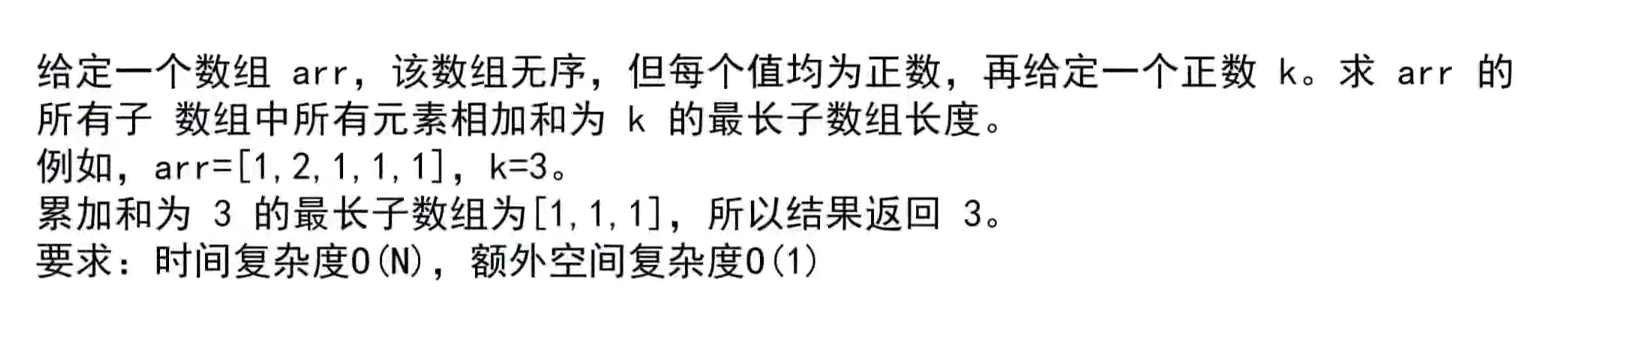 给定一个数组 arr，该数组无序，但每个值均为正数，再给定一个正数 k。求 arr 的
所有子 数组中所有元素相加和为 k 的最长子数组长度。
例如，arr=[1,2,1,1,1]，k=3。
累加和为 3 的最长子数组为[1,1,1]，所以结果返回 3。
要求：时间复杂度O(N)，额外空间复杂度O(1)